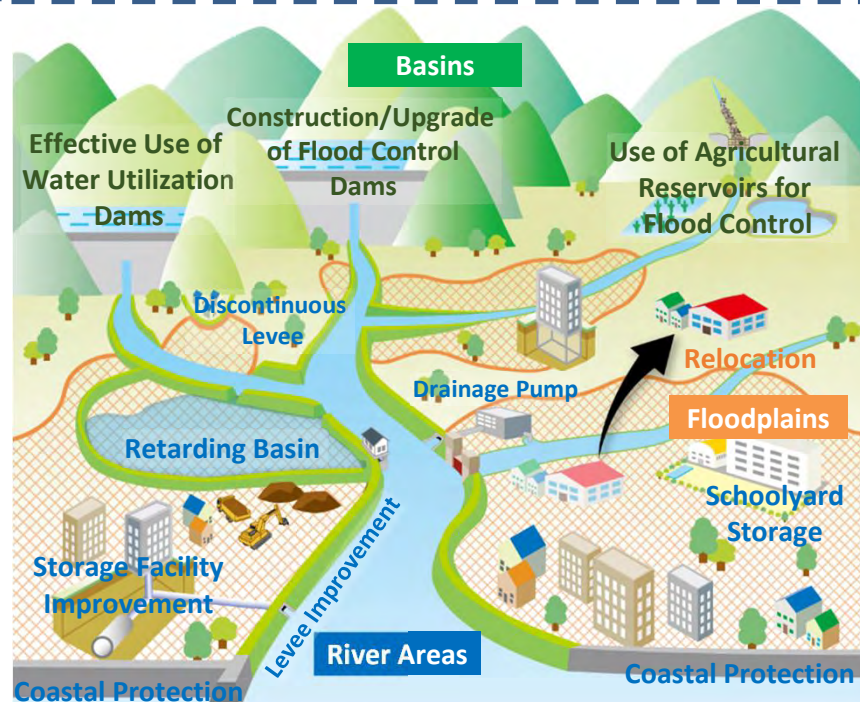 Basins
Effective Use of
Water Utilization
Dams
Construction/Upgrade
of Flood Control
Dams
Use of Agricultural
Reservoirs for
Flood Control
Discontinuous
Levee
Drainage Pump
Relocation
Floodplains
Retarding Basin
Schoolyard
Storage
Storage Facility
Improvement
Levee Improvement
River Areas
Coastal Protection
Coastal Protection